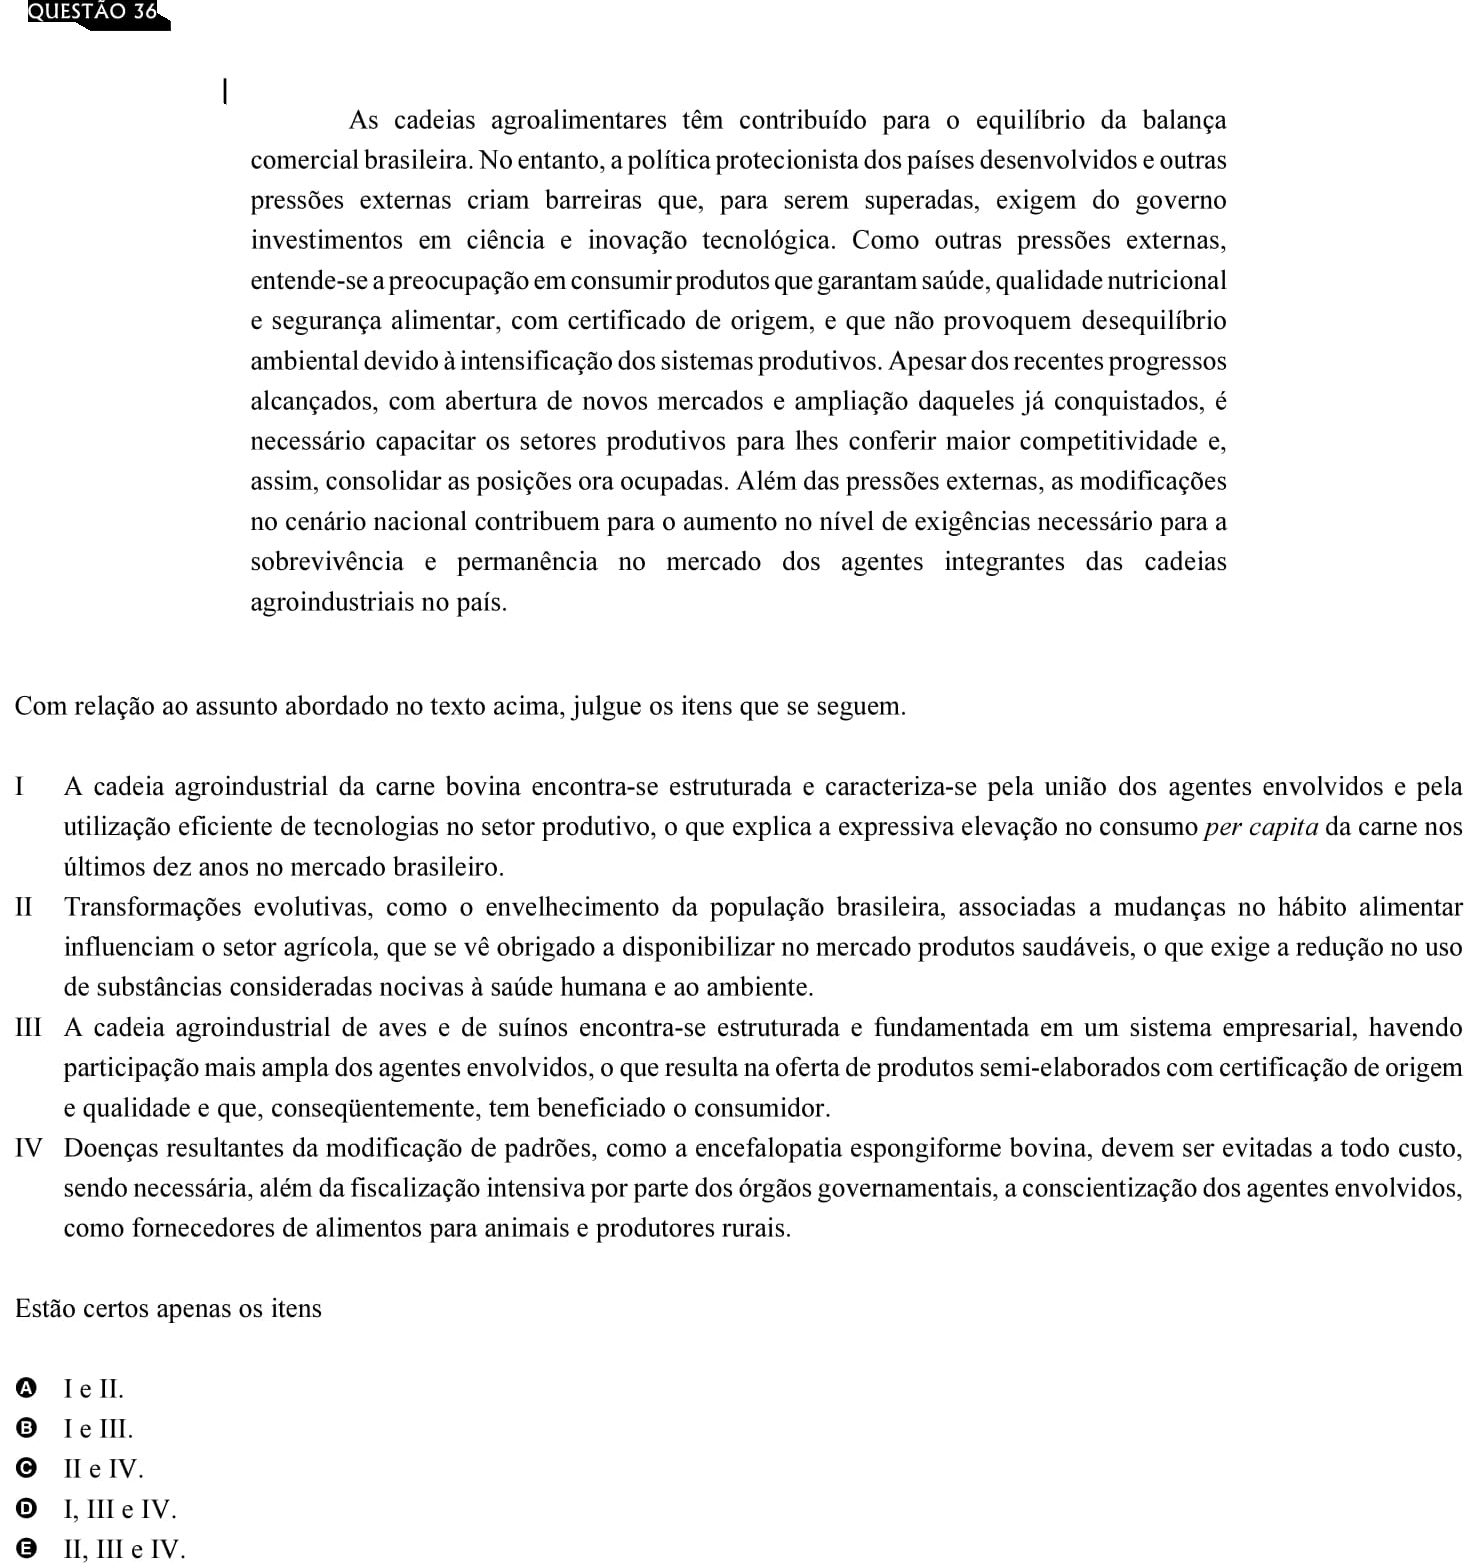 QUESTÃO 36
As cadeias agroalimentares têm contribuído para o equilíbrio da balança
comercial brasileira. No entanto, a política protecionista dos países desenvolvidos e outras
pressões externas criam barreiras que, para serem superadas, exigem do governo
investimentos em ciência e inovação tecnológica. Como outras pressões externas,
entende-se a preocupação em consumir produtos que garantam saúde, qualidade nutricional
e segurança alimentar, com certificado de origem, e que não provoquem desequilíbrio
ambiental devido à intensificação dos sistemas produtivos. Apesar dos recentes progressos
alcançados, com abertura de novos mercados e ampliação daqueles já conquistados, é
necessário capacitar os setores produtivos para lhes conferir maior competitividade e,
assim, consolidar as posições ora ocupadas. Além das pressões externas, as modificações
no cenário nacional contribuem para o aumento no nível de exigências necessário para a
sobrevivência e permanência no mercado dos agentes integrantes das cadeias
agroindustriais no país.
Com relação ao assunto abordado no texto acima, julgue os itens que se seguem.
I A cadeia agroindustrial da carne bovina encontra-se estruturada e caracteriza-se pela união dos agentes envolvidos e pela
utilização eficiente de tecnologias no setor produtivo, o que explica a expressiva elevação no consumo per capita da carne nos
últimos dez anos no mercado brasileiro.
II Transformações evolutivas, como o envelhecimento da população brasileira, associadas a mudanças no hábito alimentar
influenciam o setor agrícola, que se vê obrigado a disponibilizar no mercado produtos saudáveis, o que exige a redução no uso
de substâncias consideradas nocivas à saúde humana e ao ambiente.
III A cadeia agroindustrial de aves e de suínos encontra-se estruturada e fundamentada em um sistema empresarial, havendo
participação mais ampla dos agentes envolvidos, o que resulta na oferta de produtos semi-elaborados com certificação de origem
e qualidade e que, conseqüentemente, tem beneficiado o consumidor.
IV Doenças resultantes da modificação de padrões, como a encefalopatia espongiforme bovina, devem ser evitadas a todo custo,
sendo necessária, além da fiscalização intensiva por parte dos órgãos governamentais, a conscientização dos agentes envolvidos,
como fornecedores de alimentos para animais e produtores rurais.
Estão certos apenas os itens
A I e II.
B I e III.
C II e IV.
D I, III e IV.
E II, III e IV.